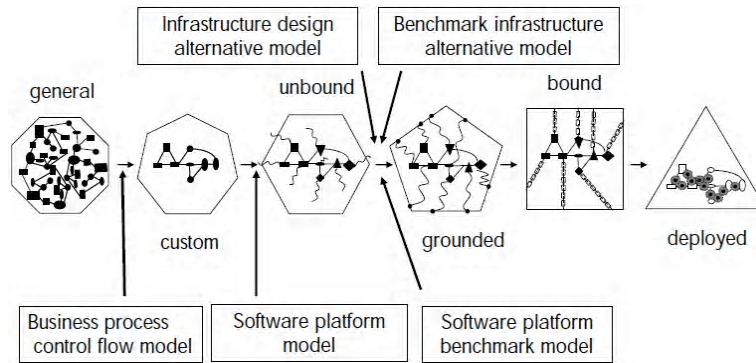 Infrastructure design
alternative model
Benchmark infrastructure
alternative model
general
unbound
bound
custom
grounded
deployed
Business process
control flow model
Software platform
model
Software platform
benchmark model